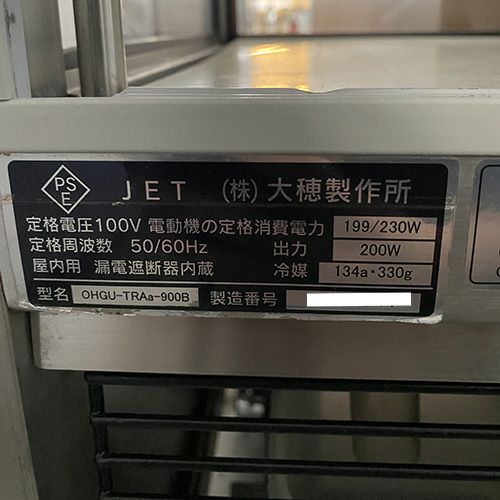 PS E JET (株) 大穂製作所
定格電圧100V 電動機の定格消費電力 199/230W
定格周波数 50/60Hz 出力 200W
屋内用 漏電遮断器内蔵 冷媒 134a・330g
型名 OHGU-TRAa-900B 製造番号